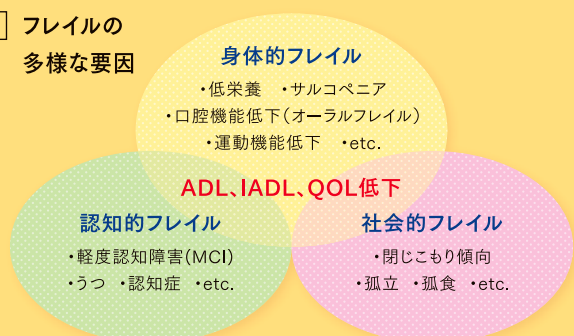 フレイルの
多様な要因
身体的フレイル
・低栄養 ・サルコペニア
・口腔機能低下(オーラルフレイル)
・運動機能低下 ・etc.
ADL、IADL、QOL低下
認知的フレイル
・軽度認知障害(MCI)
・うつ ・認知症 ・etc.
社会的フレイル
・閉じこもり傾向
・孤立 ・孤食 ・etc.